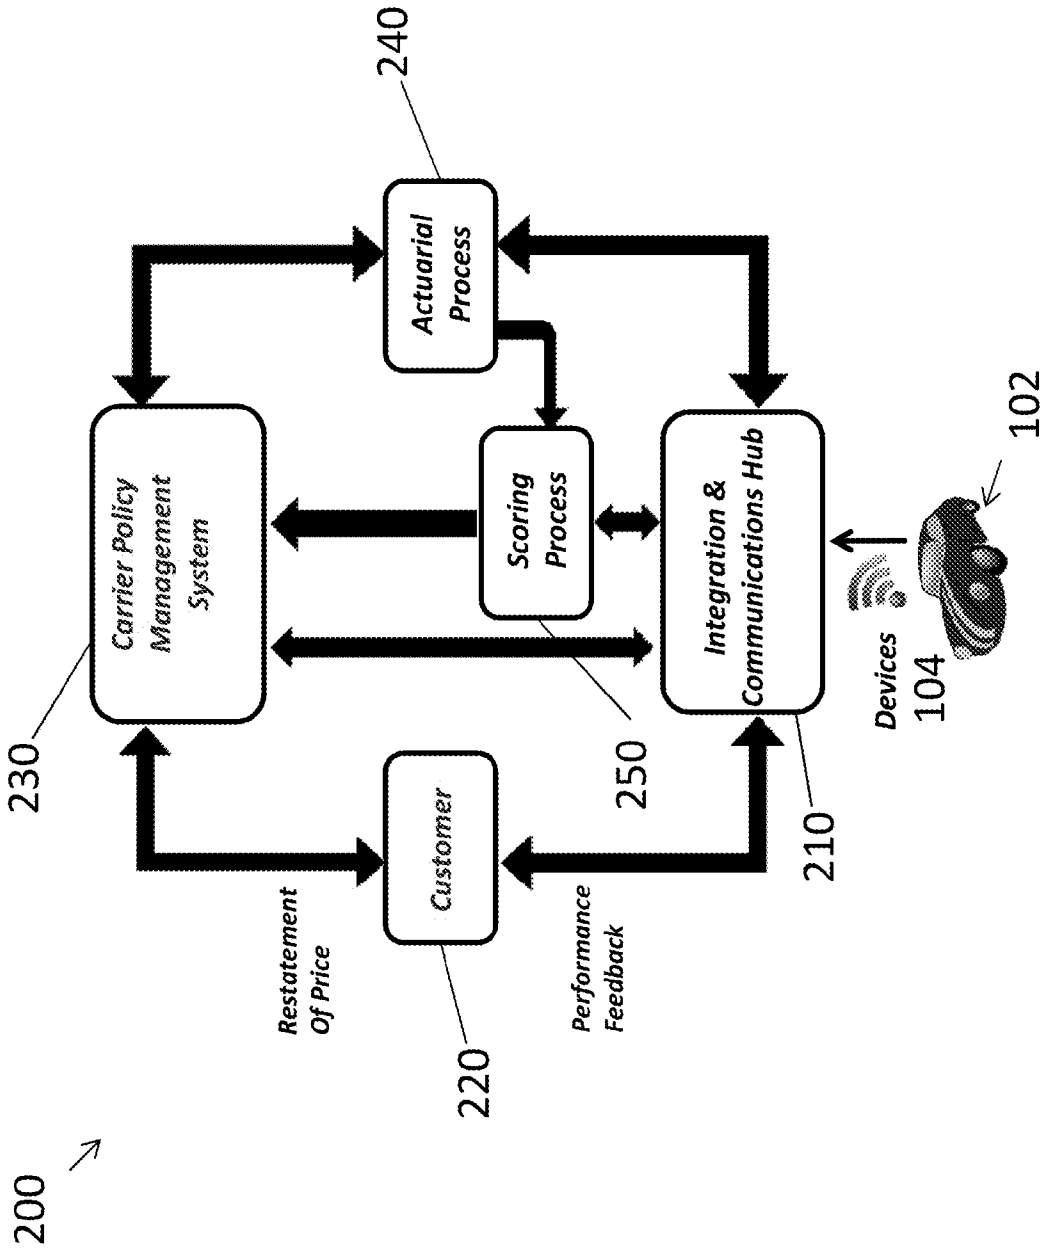 200
230
Carrier Policy
Management
System
Restatement
Of Price
220
Customer
Performance
Feedback
240
Actuarial
Process
250
Scoring
Process
210
Integration &
Communications Hub
Devices
104
102